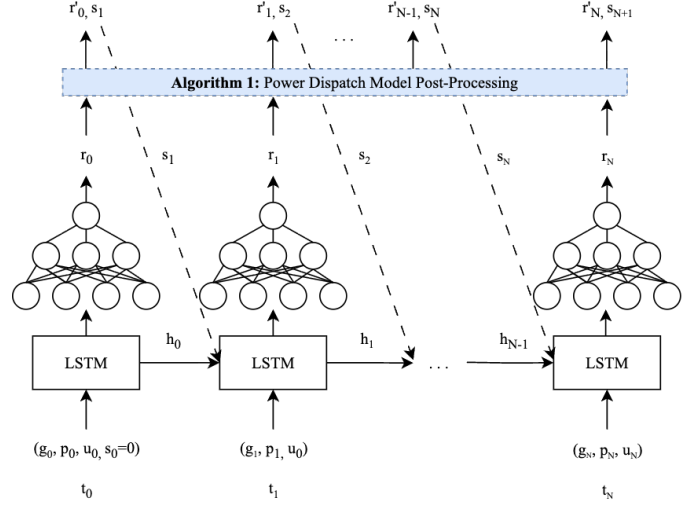 r'₀, s₁ r'₁, s₂ . . . r'N-1, sN r'N, sN+1
Algorithm 1: Power Dispatch Model Post-Processing
r₀ s₁ r₁ s₂ sN rN
h₀ h₁ hN-1
LSTM LSTM . . . LSTM
(g₀, p₀, u₀, s₀=0) (g₁, p₁, u₀) (gN, pN, uN)
t₀ t₁ tN